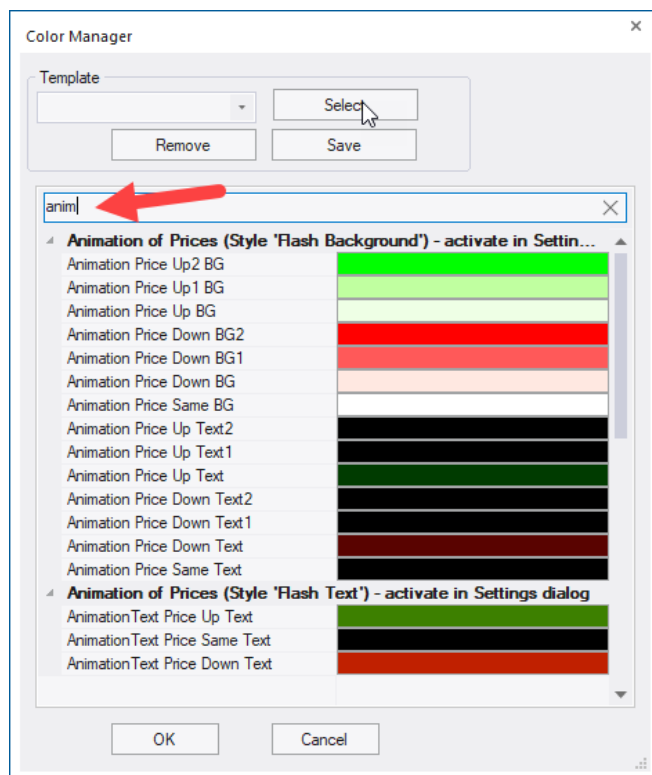 Color Manager
Template
Select
Remove
Save
anim
Animation of Prices (Style 'Flash Background') - activate in Settin...
Animation Price Up2 BG
Animation Price Up1 BG
Animation Price Up BG
Animation Price Down BG2
Animation Price Down BG1
Animation Price Down BG
Animation Price Same BG
Animation Price Up Text2
Animation Price Up Text1
Animation Price Up Text
Animation Price Down Text2
Animation Price Down Text1
Animation Price Down Text
Animation Price Same Text
Animation of Prices (Style 'Flash Text') - activate in Settings dialog
AnimationText Price Up Text
AnimationText Price Same Text
AnimationText Price Down Text
OK
Cancel